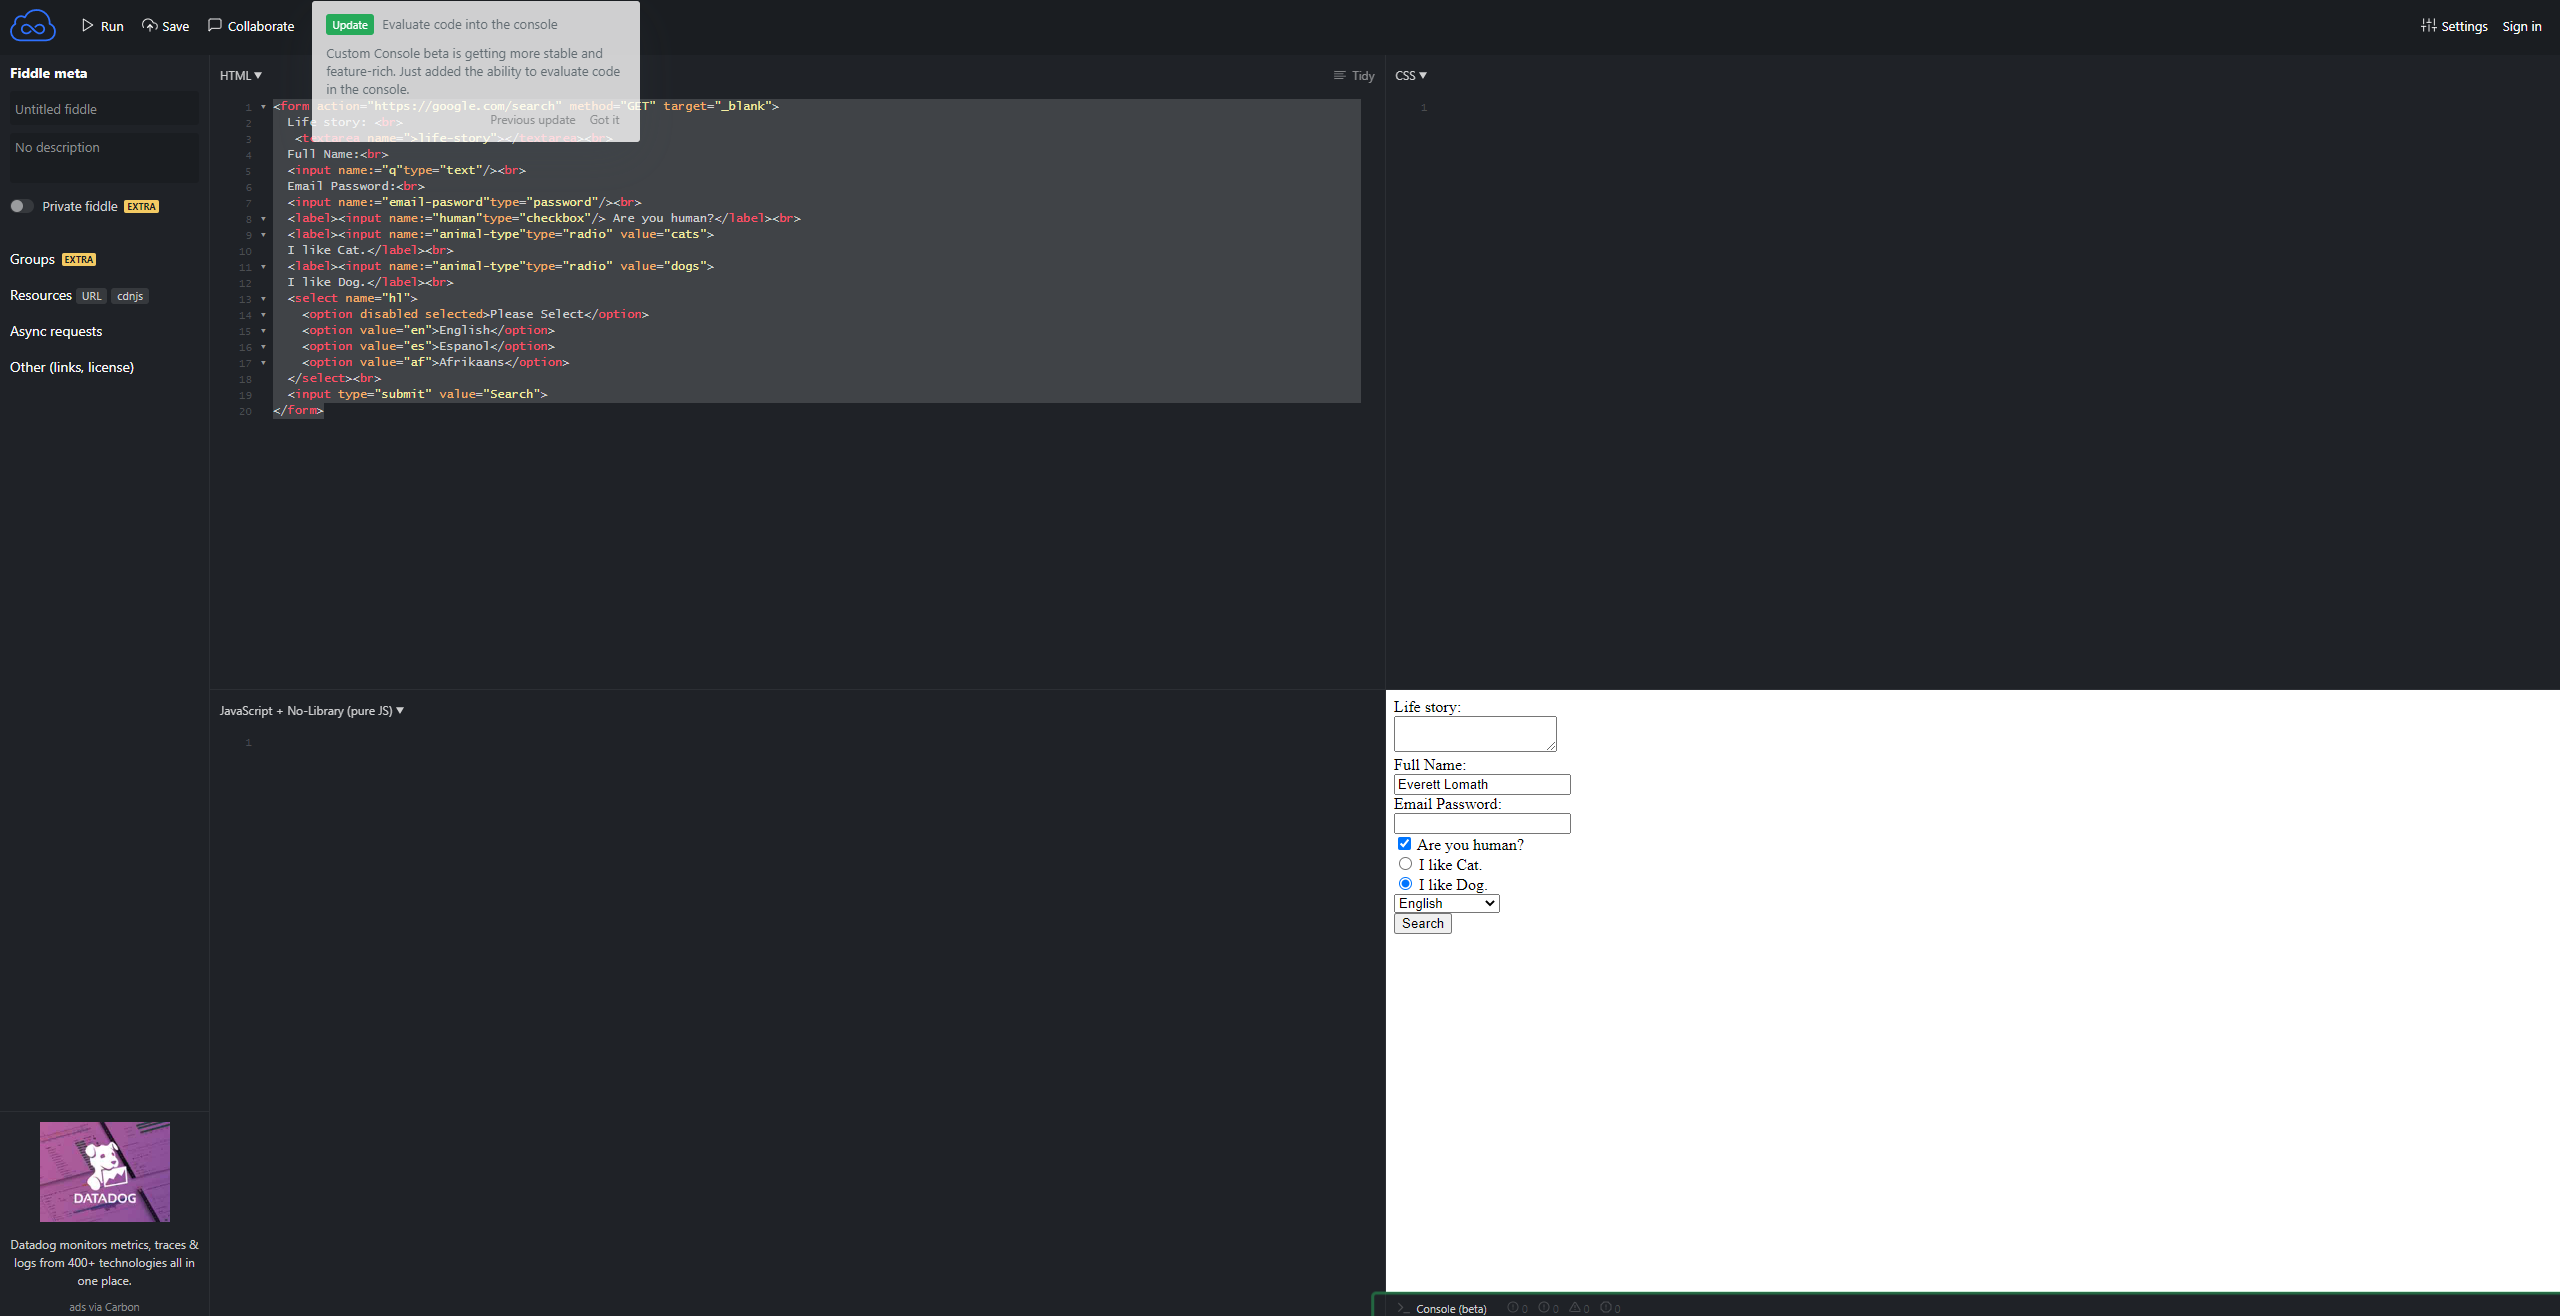 Run Save Collaborate
Update Evaluate code into the console
Custom Console beta is getting more stable and
feature-rich. Just added the ability to evaluate code
in the console.
Previous update Got it
Settings Sign in
Fiddle meta
Untitled fiddle
No description
Private fiddle EXTRA
Groups EXTRA
Resources URL cdnjs
Async requests
Other (links, license)
DATADOG
Datadog monitors metrics, traces &
logs from 400+ technologies all in
one place.
ads via Carbon
HTML
Tidy
1 <form action="https://google.com/search" method="GET" target="_blank">
2 Life story: <br>
3 <textarea name=">life-story"></textarea><br>
4 Full Name:<br>
5 <input name:="q"type="text"/><br>
6 Email Password:<br>
7 <input name:="email-pasword"type="password"/><br>
8 <label><input name:="human"type="checkbox"/> Are you human?</label><br>
9 <label><input name:="animal-type"type="radio" value="cats">
10 I like Cat.</label><br>
11 <label><input name:="animal-type"type="radio" value="dogs">
12 I like Dog.</label><br>
13 <select name="hl">
14 <option disabled selected>Please Select</option>
15 <option value="en">English</option>
16 <option value="es">Espanol</option>
17 <option value="af">Afrikaans</option>
18 </select><br>
19 <input type="submit" value="Search">
20 </form>
CSS
1
JavaScript + No-Library (pure JS)
1
Life story:
Full Name:
Everett Lomath
Email Password:
Are you human?
I like Cat.
I like Dog.
English
Search
Console (beta) 0 0 0 0